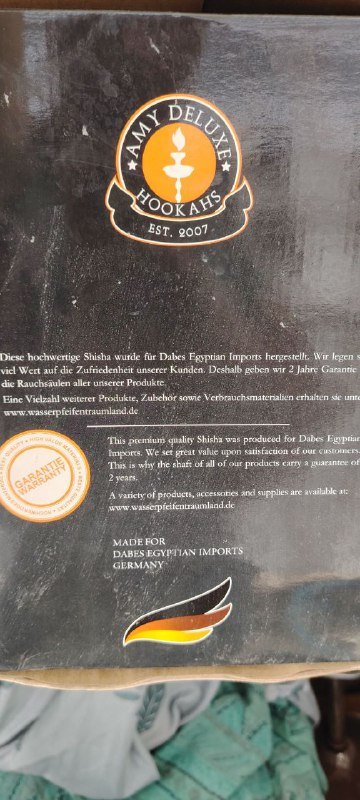 AMY DELUXE
HOOKAHS
EST. 2007
Diese hochwertige Shisha wurde für Dabes Egyptian Imports hergestellt. Wir legen s
viel Wert auf die Zufriedenheit unserer Kunden. Deshalb geben wir 2 Jahre Garantie
die Rauchsäulen aller unserer Produkte.
Eine Vielzahl weiterer Produkte, Zubehör sowie Verbrauchsmaterialien erhalten sie unte
www.wasserpfeifentraumland.de
GARANTIE
WARRANTY
HIGH VALUE MATERIALS
This premium quality Shisha was produced for Dabes Egyptian
Imports. We set great value upon satisfaction of our customers.
This is why the shaft of all of our products carry a guarantee of
2 years.
A variety of products, accessories and supplies are available at:
www.wasserpfeifentraumland.de
MADE FOR
DABES EGYPTIAN IMPORTS
GERMANY